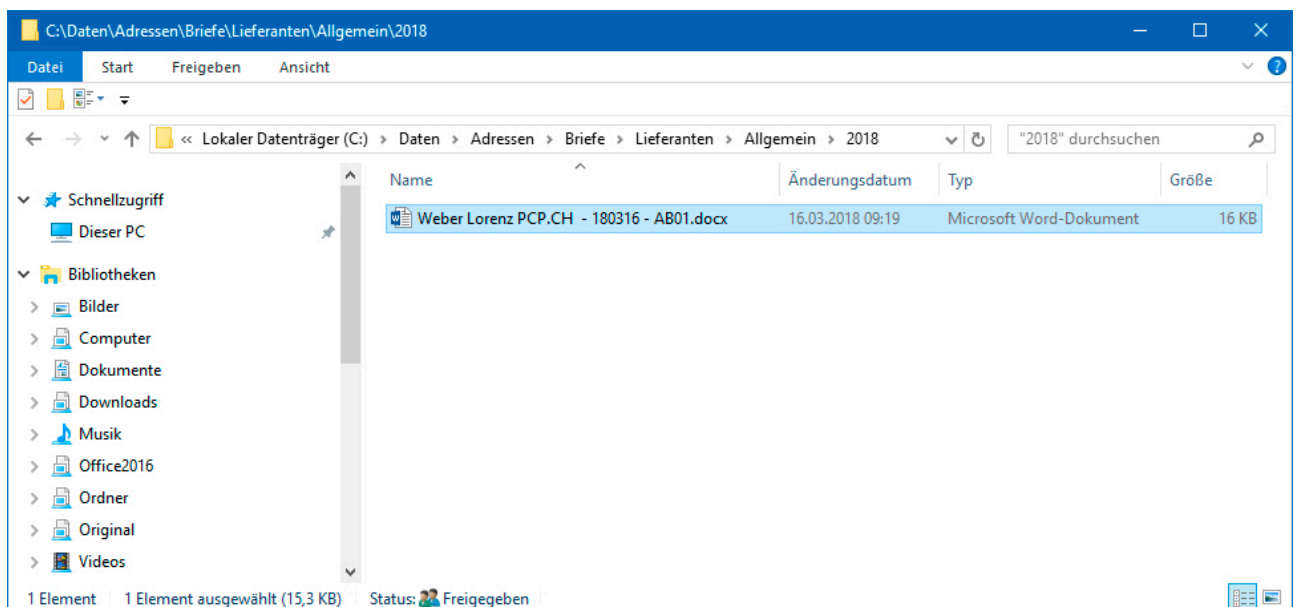 C:\Daten\Adressen\Briefe\Lieferanten\Allgemein\2018
Datei Start Freigeben Ansicht
« Lokaler Datenträger (C:) > Daten > Adressen > Briefe > Lieferanten > Allgemein > 2018 "2018" durchsuchen
Name Änderungsdatum Typ Größe
Weber Lorenz PCP.CH  - 180316 - AB01.docx 16.03.2018 09:19 Microsoft Word-Dokument 16 KB
Schnellzugriff
Dieser PC
Bibliotheken
Bilder
Computer
Dokumente
Downloads
Musik
Office2016
Ordner
Original
Videos
1 Element 1 Element ausgewählt (15,3 KB) Status: Freigegeben